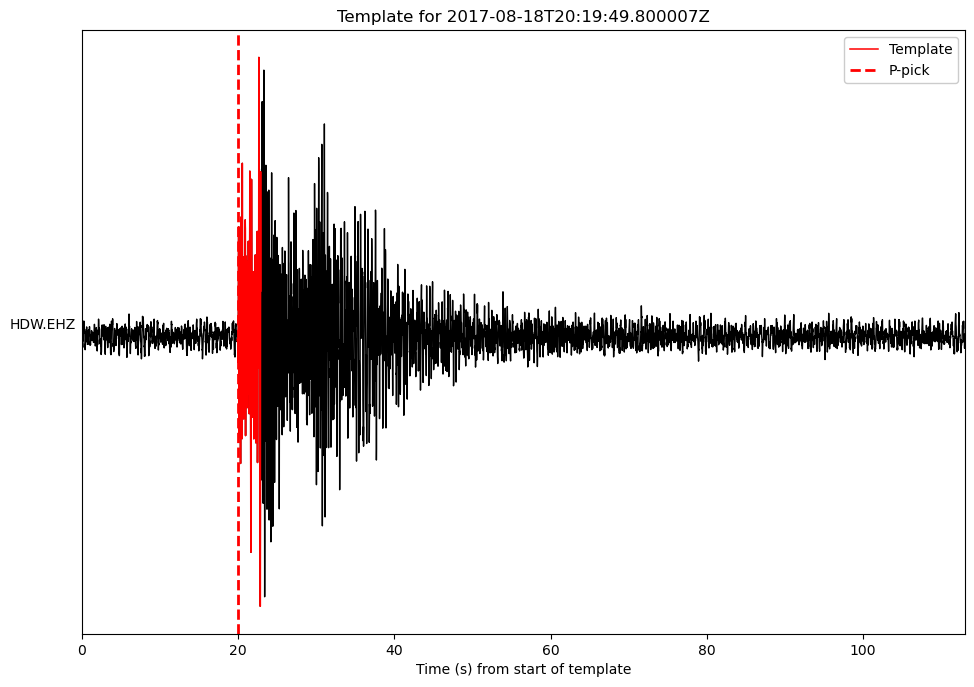 Template for 2017-08-18T20:19:49.800007Z
Template
P-pick
HDW.EHZ
0 20 40 60 80 100
Time (s) from start of template